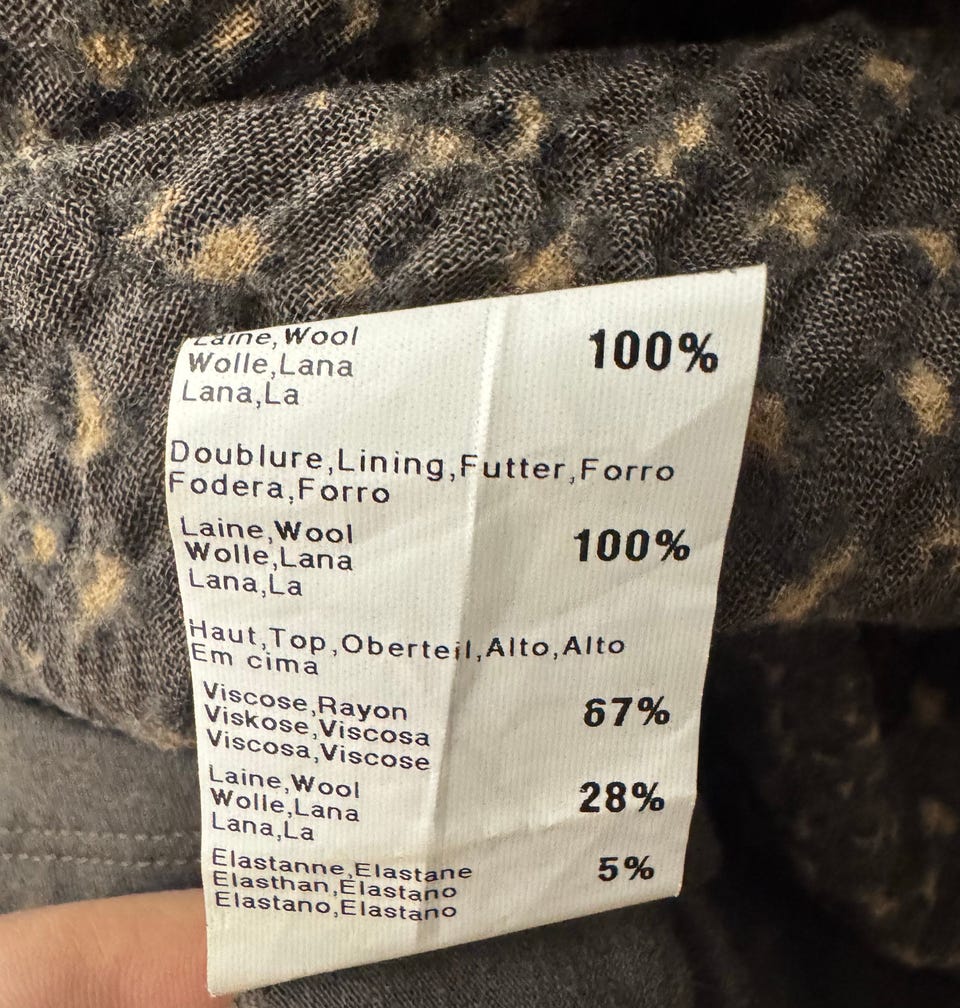 Laine,Wool
Wolle,Lana
Lana,La
100%
Doublure,Lining,Futter,Forro
Fodera,Forro
Laine,Wool
Wolle,Lana
Lana,La
100%
Haut,Top,Oberteil,Alto,Alto
Em cima
Viscose,Rayon
Viskose,Viscosa
Viscosa,Viscose
67%
Laine,Wool
Wolle,Lana
Lana,La
28%
Elastanne,Elastane
Elasthan,Elastano
Elastano,Elastano
5%